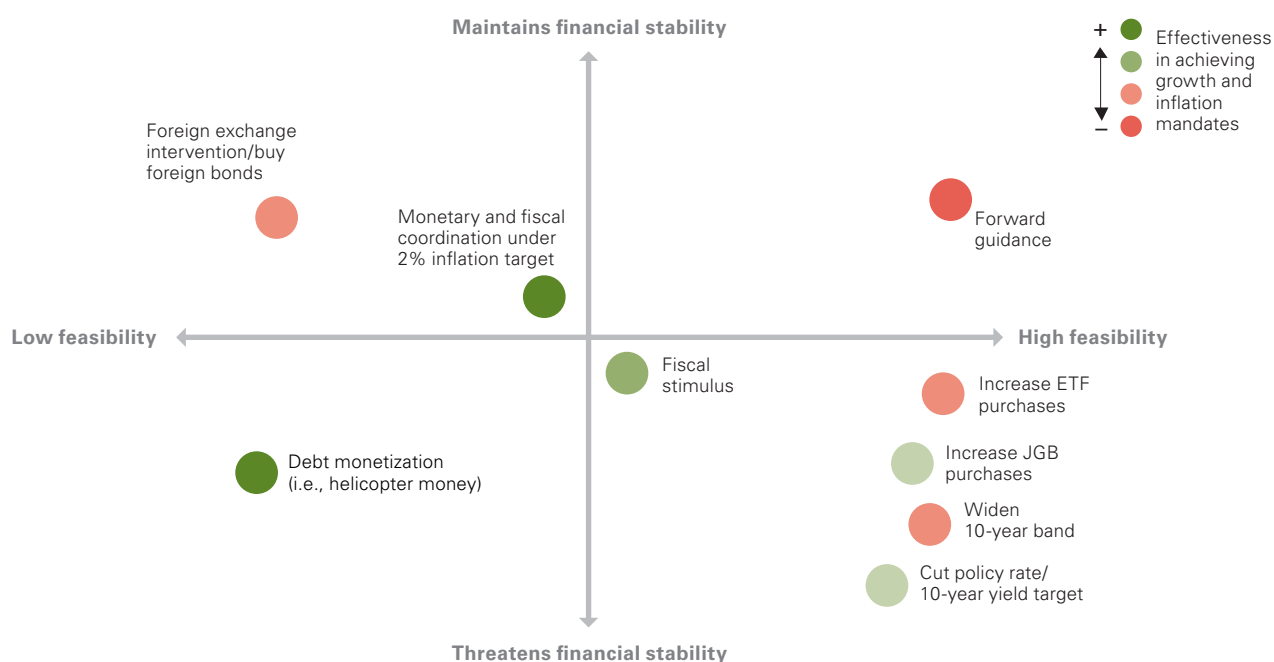 Maintains financial stability
+
−
Effectiveness
in achieving
growth and
inflation
mandates
Foreign exchange
intervention/buy
foreign bonds
Monetary and fiscal
coordination under
2% inflation target
Forward
guidance
Low feasibility
High feasibility
Fiscal
stimulus
Increase ETF
purchases
Debt monetization
(i.e., helicopter money)
Increase JGB
purchases
Widen
10-year band
Cut policy rate/
10-year yield target
Threatens financial stability